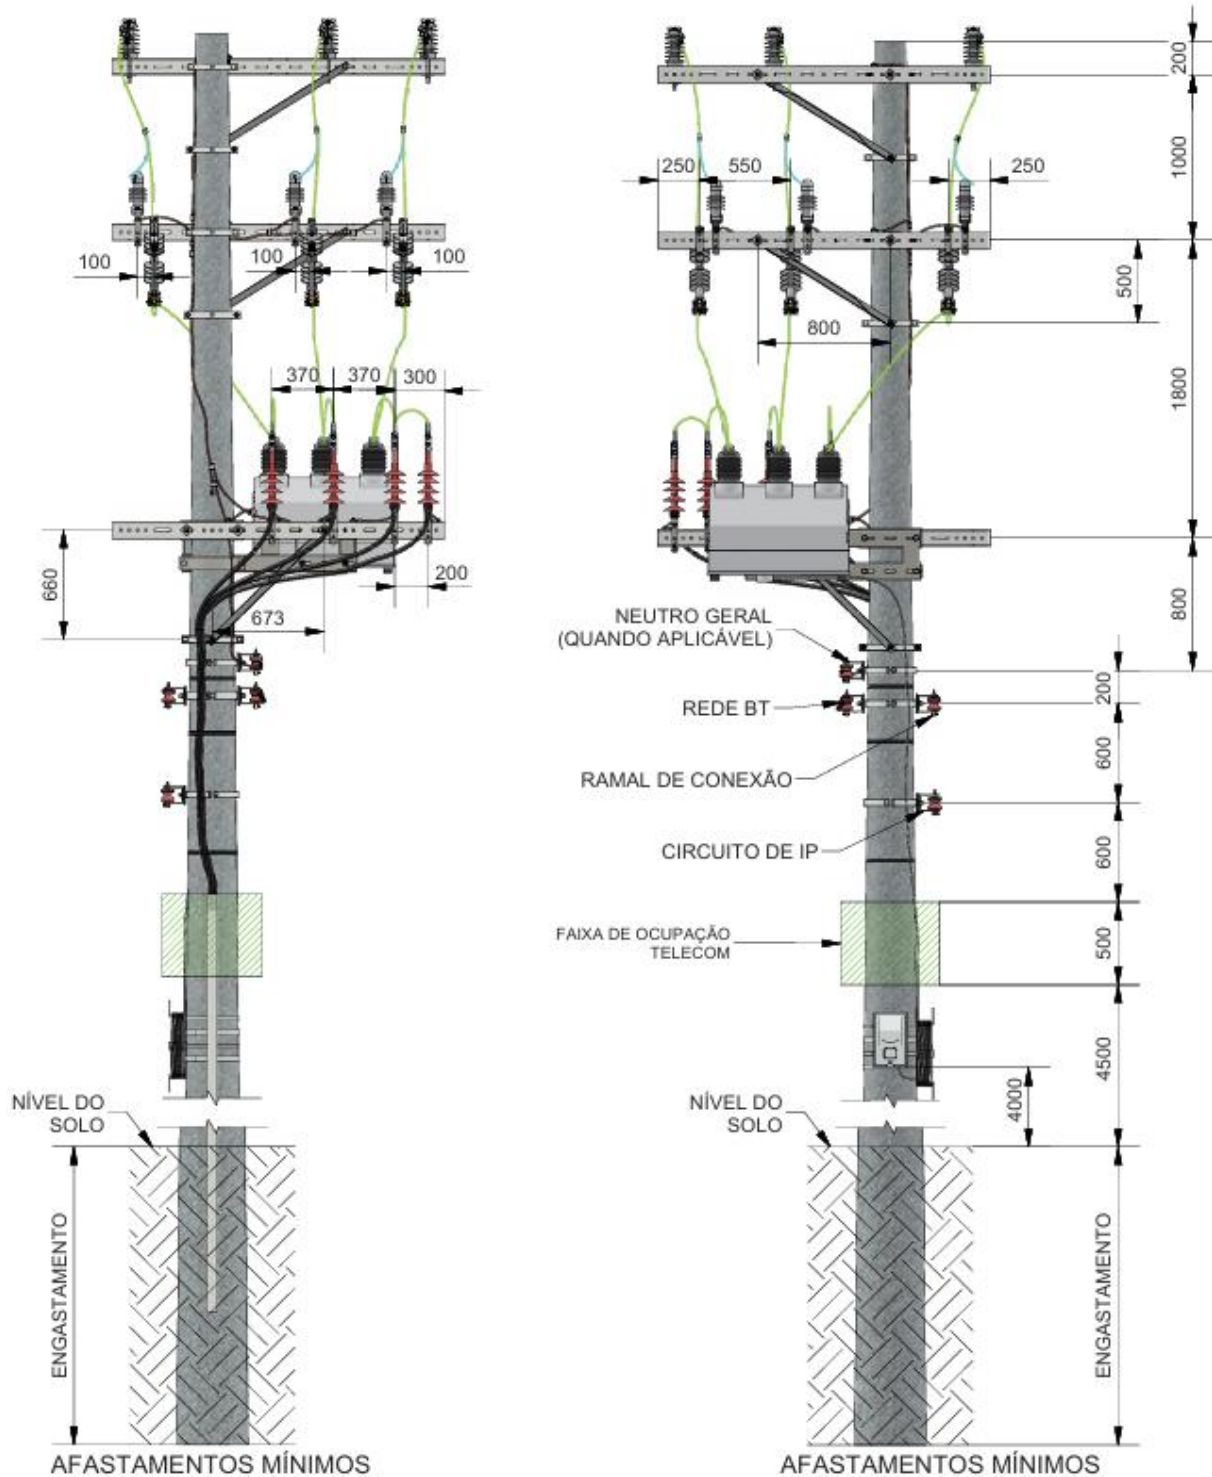 200
1000
250
550
250
100
100
100
500
800
370
370
300
1800
660
200
673
800
NEUTRO GERAL
(QUANDO APLICÁVEL)
200
REDE BT
600
RAMAL DE CONEXÃO
CIRCUITO DE IP
600
FAIXA DE OCUPAÇÃO
TELECOM
500
4500
4000
NÍVEL DO
SOLO
NÍVEL DO
SOLO
ENGASTAMENTO
ENGASTAMENTO
AFASTAMENTOS MÍNIMOS
AFASTAMENTOS MÍNIMOS